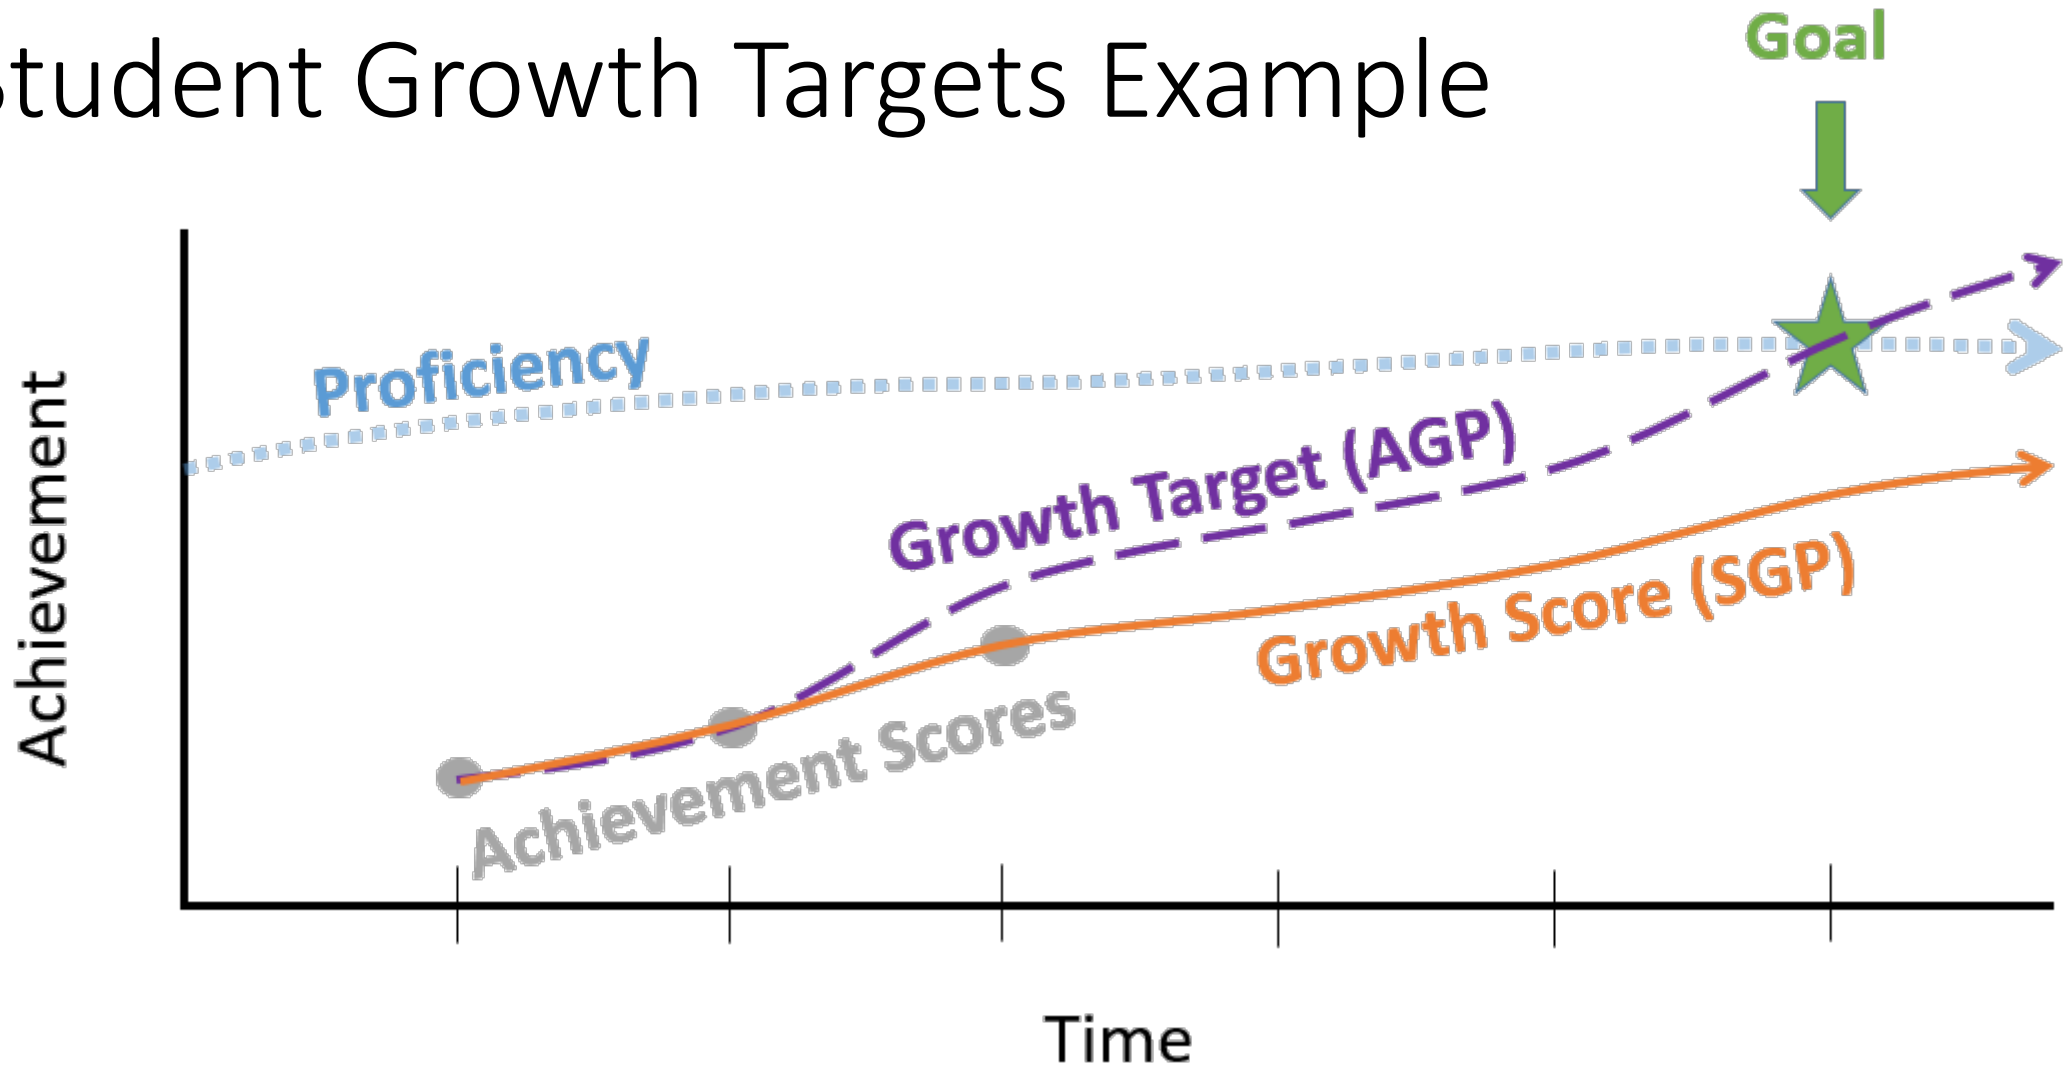 tudent Growth Targets Example
Goal
Proficiency
Growth Target (AGP)
Growth Score (SGP)
Achievement Scores
Achievement
Time